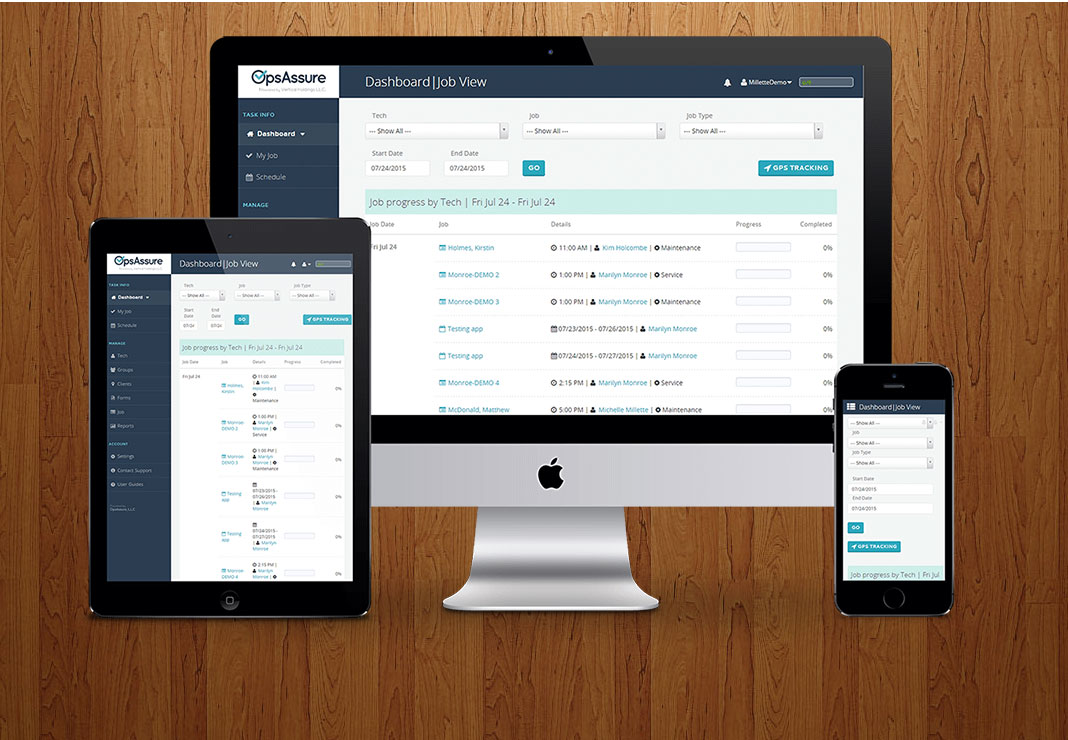 OpsAssure
Dashboard|Job View
MilletteDemo
TASK INFO
Dashboard
My Job
Schedule
MANAGE
Tech
Job
Job Type
--- Show All ---
--- Show All ---
--- Show All ---
Start Date
End Date
07/24/2015
07/24/2015
GO
GPS TRACKING
Job progress by Tech | Fri Jul 24 - Fri Jul 24
Job Date Job Details Progress Completed
Fri Jul 24 Holmes, Kirstin 11:00 AM | Kim Holcombe | Maintenance 0%
Monroe-DEMO 2 1:00 PM | Marilyn Monroe | Service 0%
Monroe-DEMO 3 1:00 PM | Marilyn Monroe | Maintenance 0%
Testing app 07/23/2015 - 07/26/2015 | Marilyn Monroe 0%
Testing app 07/24/2015 - 07/27/2015 | Marilyn Monroe 0%
Monroe-DEMO 4 2:15 PM | Marilyn Monroe | Service 0%
McDonald, Matthew 5:00 PM | Michelle Millette | Maintenance 0%
OpsAssure
Dashboard|Job View
TASK INFO
Dashboard
My Job
Schedule
MANAGE
Tech
Groups
Clients
Forms
Job
Reports
ACCOUNT
Settings
Contact Support
User Guides
OpsAssure, LLC
Tech
Job
Job Type
-- Show All ---
--- Show All ---
--- Show All ---
Start
Date
End
Date
07/24
07/24
GO
GPS TRACKING
Job progress by Tech | Fri Jul 24 - Fri Jul 24
Job Date Job Details Progress Completed
Fri Jul 24
Holmes,
Kirstin
11:00 AM
| Kim
Holcombe |
Maintenance
0%
Monroe-
DEMO 2
1:00 PM |
Marilyn
Monroe |
Service
0%
Monroe-
DEMO 3
1:00 PM |
Marilyn
Monroe |
Maintenance
0%
Testing
app
07/23/2015 -
07/26/2015
| Marilyn
Monroe
0%
Testing
app
07/24/2015 -
07/27/2015
| Marilyn
Monroe
0%
Monroe-
DEMO 4
2:15 PM |
Marilyn
Monroe |
0%
Dashboard|Job View
--- Show All ---
Job
--- Show All ---
Job Type
--- Show All ---
Start Date
07/24/2015
End Date
07/24/2015
GO
GPS TRACKING
Job progress by Tech | Fri Jul